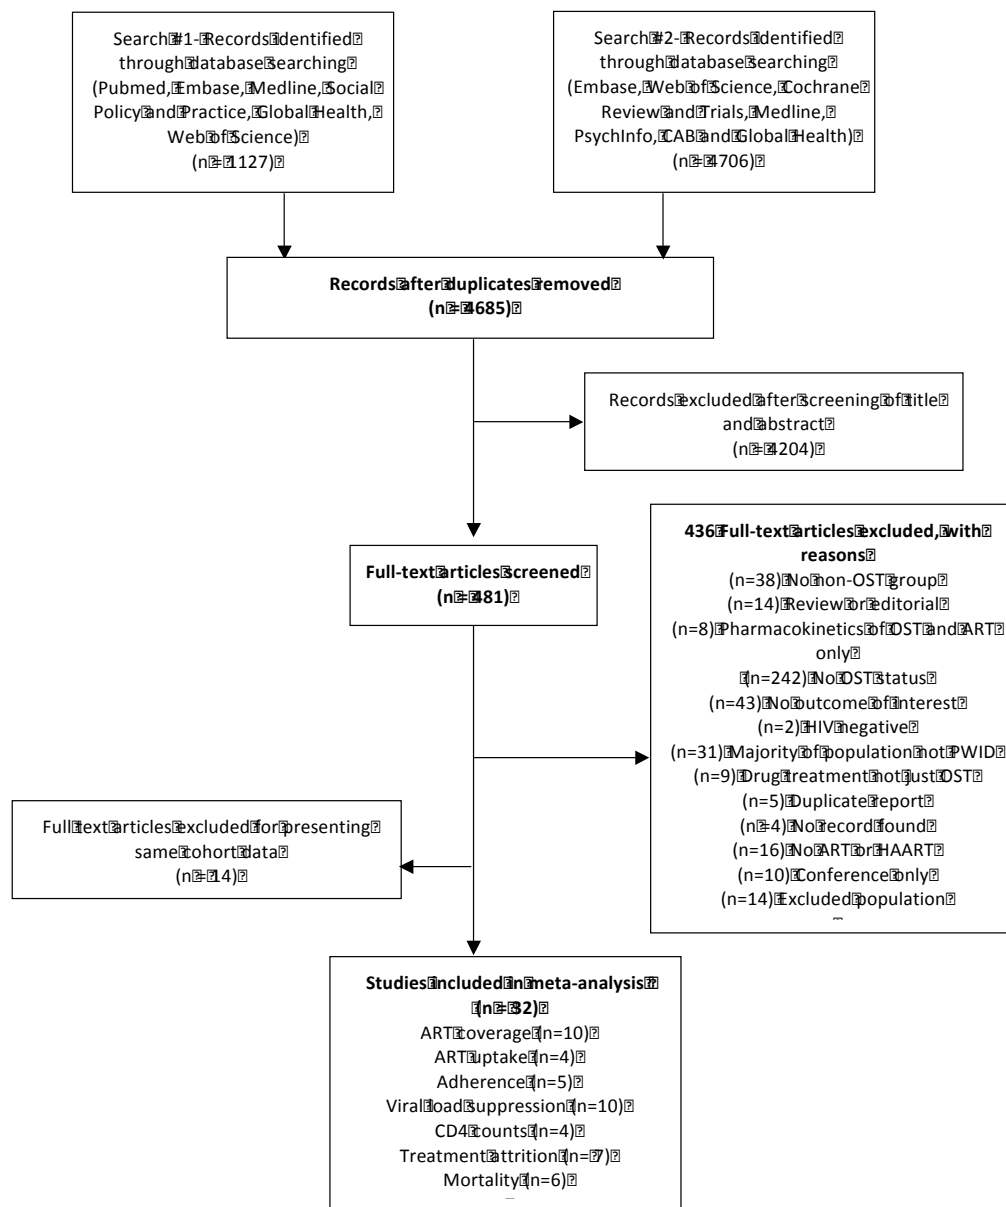 Search #1- Records identified
through database searching
(Pubmed, Embase, Medline, Social
Policy and Practice, Global Health,
Web of Science)
(n = 1127)
Search #2- Records identified
through database searching
(Embase, Web of Science, Cochrane
Review and Trials, Medline,
PsychInfo, CAB and Global Health)
(n = 4706)
Records after duplicates removed
(n = 4685)
Records excluded after screening of title
and abstract
(n = 4204)
Full-text articles screened
(n = 481)
436 Full-text articles excluded, with
reasons
(n=38) No non-OST group
(n=14) Review or editorial
(n=8) Pharmacokinetics of OST and ART
only
(n=242) No OST status
(n=43) No outcome of interest
(n=2) HIV negative
(n=31) Majority of population not PWID
(n=9) Drug treatment not just OST
(n=5) Duplicate report
(n =4) No record found
(n=16) No ART or HAART
(n=10) Conference only
(n=14) Excluded population
Full text articles excluded for presenting
same cohort data
(n = 14)
Studies included in meta-analysis
(n = 32)
ART coverage (n=10)
ART uptake (n=4)
Adherence (n=5)
Viral load suppression (n=10)
CD4 counts (n=4)
Treatment attrition (n= 7)
Mortality (n=6)